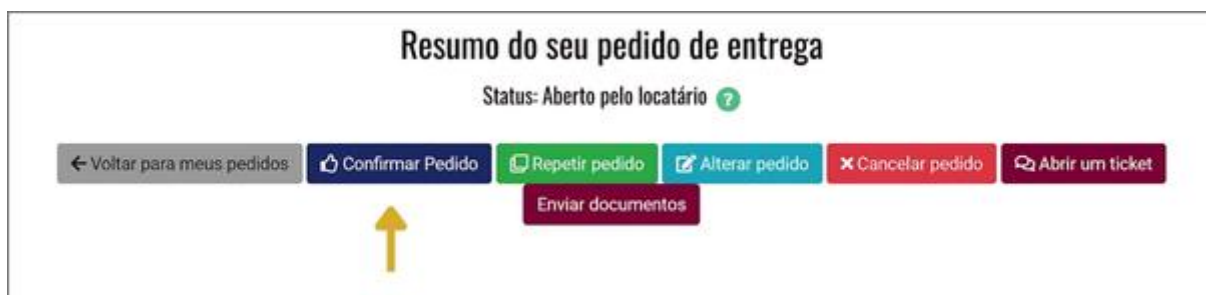 Resumo do seu pedido de entrega
Status: Aberto pelo locatário ?
Voltar para meus pedidos Confirmar Pedido Repetir pedido Alterar pedido Cancelar pedido Abrir um ticket
Enviar documentos